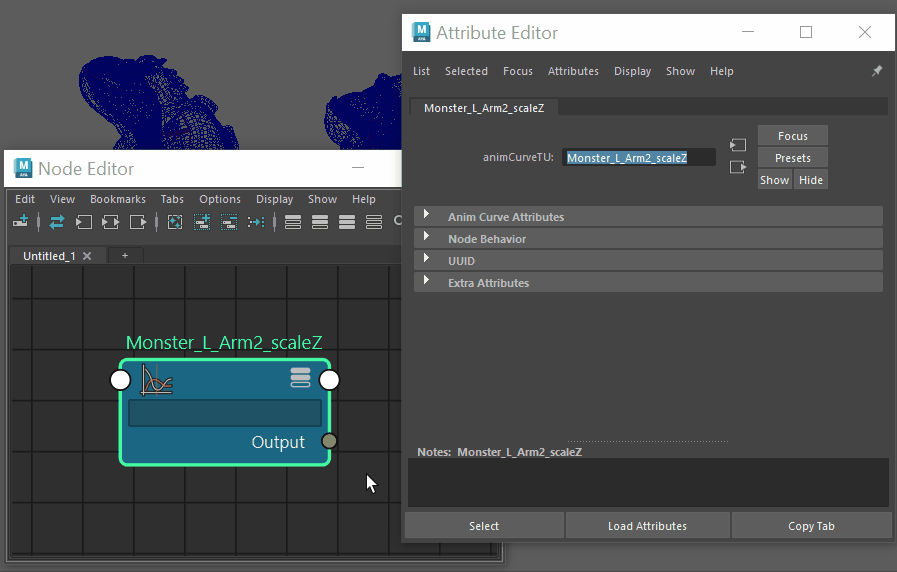 Attribute Editor
List Selected Focus Attributes Display Show Help
Monster_L_Arm2_scaleZ
animCurveTU: Monster_L_Arm2_scaleZ
Focus
Presets
Show Hide
Anim Curve Attributes
Node Behavior
UUID
Extra Attributes
Notes: Monster_L_Arm2_scaleZ
Select Load Attributes Copy Tab
Node Editor
Edit View Bookmarks Tabs Options Display Show Help
Untitled_1 +
Monster_L_Arm2_scaleZ
Output